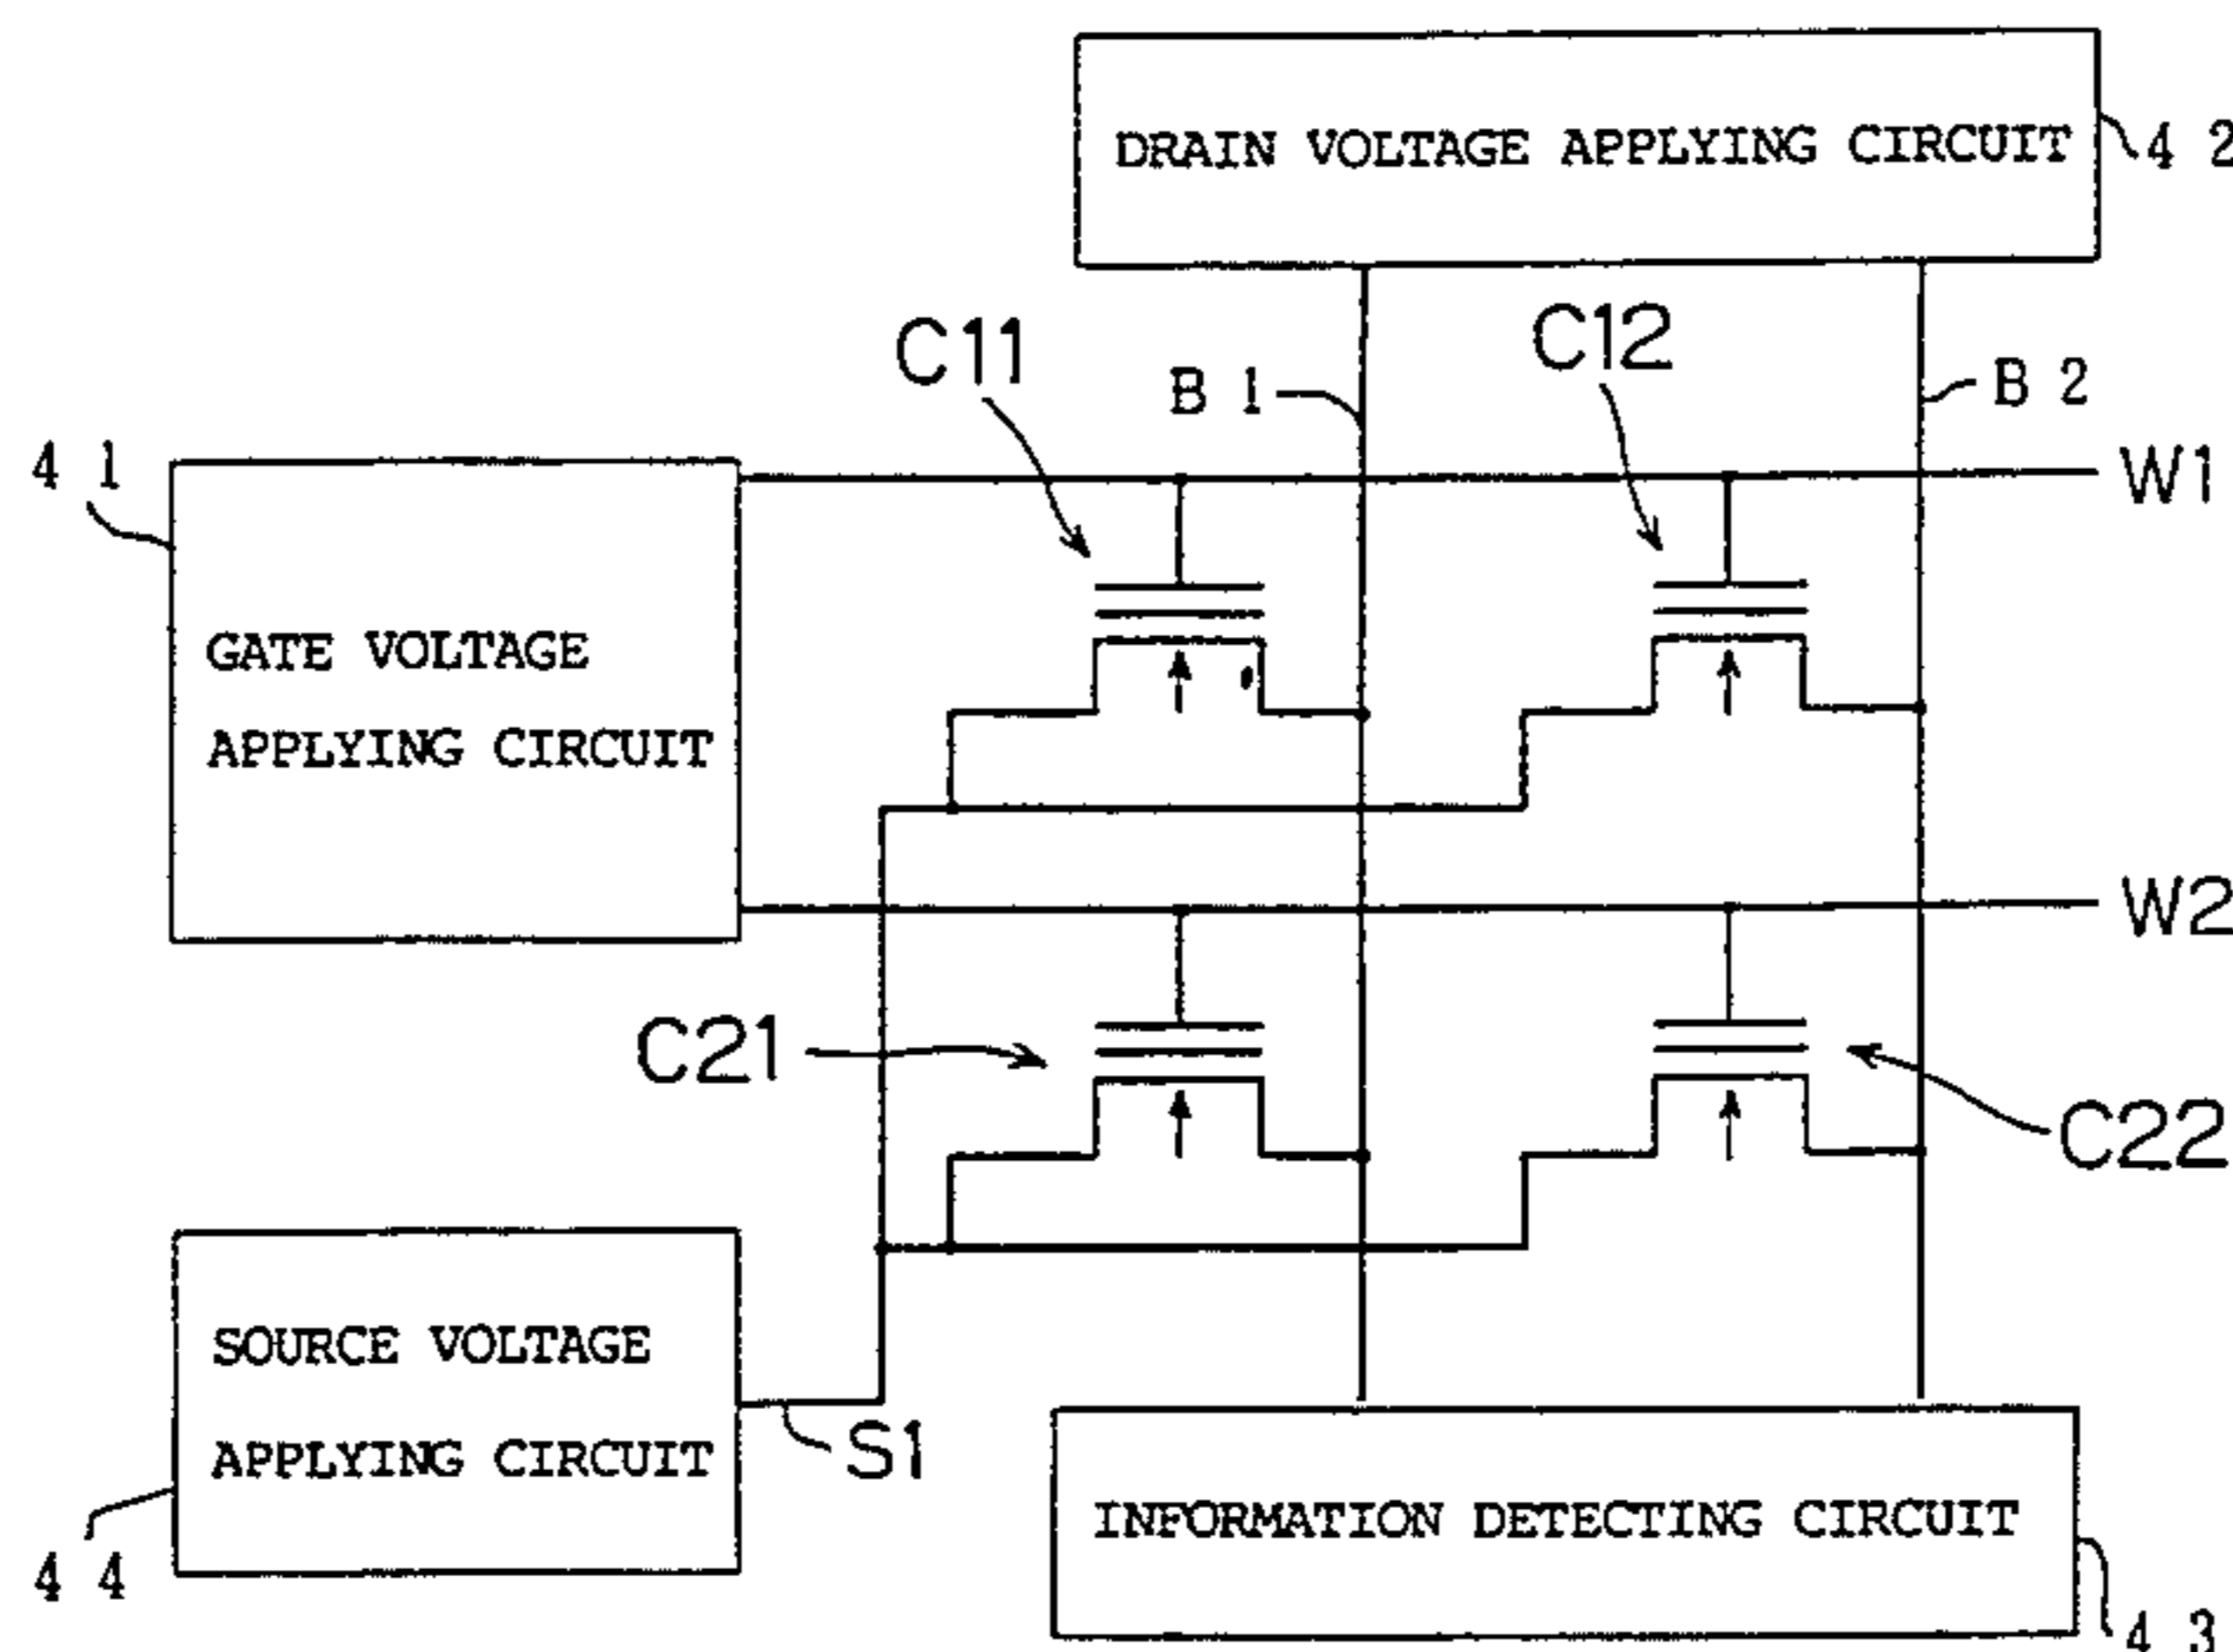 DRAIN VOLTAGE APPLYING CIRCUIT
4 2
C11
C12
B 1
B 2
4 1
W1
GATE VOLTAGE
APPLYING CIRCUIT
W2
C21
C22
SOURCE VOLTAGE
APPLYING CIRCUIT
S1
INFORMATION DETECTING CIRCUIT
4 4
4 3